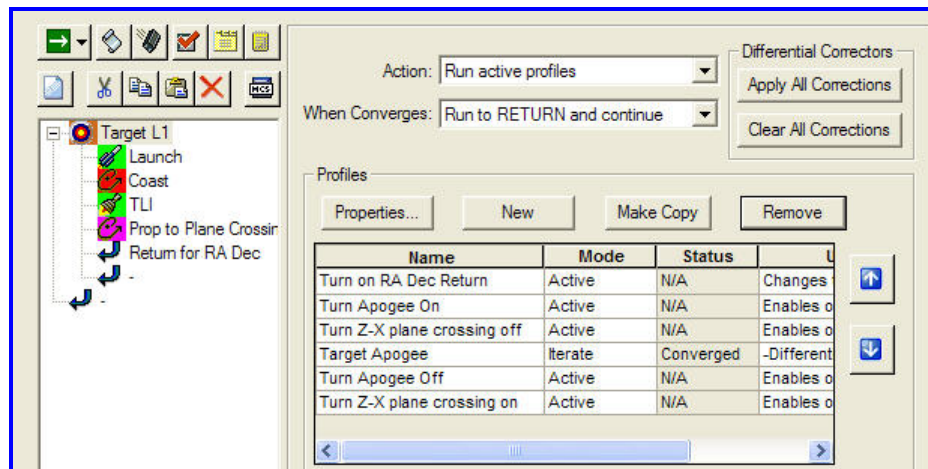 MCS
Target L1
Launch
Coast
TLI
Prop to Plane Crossin
Return for RA Dec
-
-
Action: Run active profiles
When Converges: Run to RETURN and continue
Differential Correctors
Apply All Corrections
Clear All Corrections
Profiles
Properties... New Make Copy Remove
Name Mode Status U
Turn on RA Dec Return Active N/A Changes
Turn Apogee On Active N/A Enables o
Turn Z-X plane crossing off Active N/A Enables o
Target Apogee Iterate Converged -Different
Turn Apogee Off Active N/A Enables o
Turn Z-X plane crossing on Active N/A Enables o